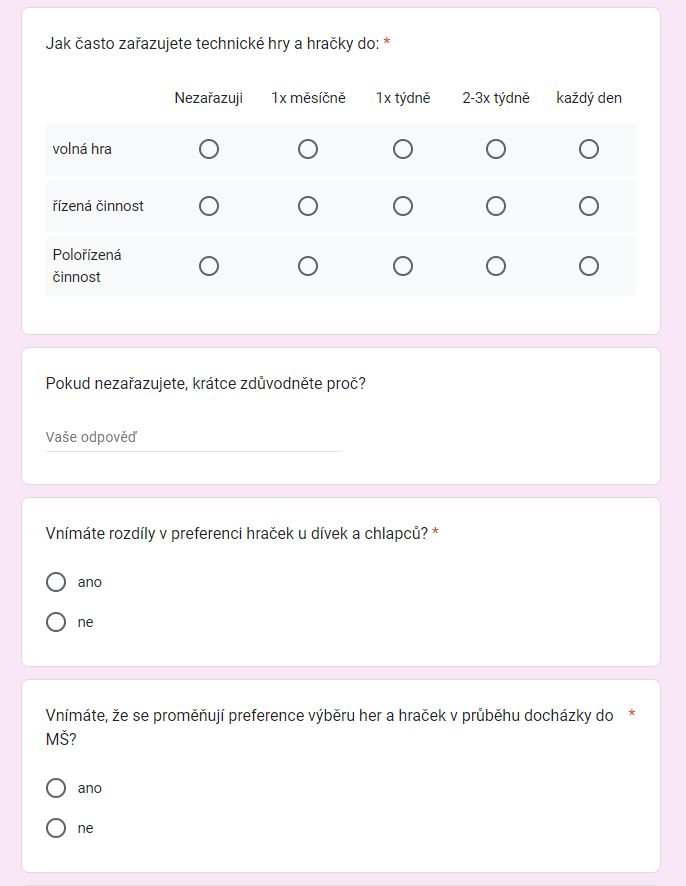 Jak často zařazujete technické hry a hračky do: *
Nezařazuji 1x měsíčně 1x týdně 2-3x týdně každý den
volná hra
řízená činnost
Polořízená
činnost
Pokud nezařazujete, krátce zdůvodněte proč?
Vaše odpověď
Vnímáte rozdíly v preferenci hraček u dívek a chlapců? *
ano
ne
Vnímáte, že se proměňují preference výběru her a hraček v průběhu docházky do *
MŠ?
ano
ne